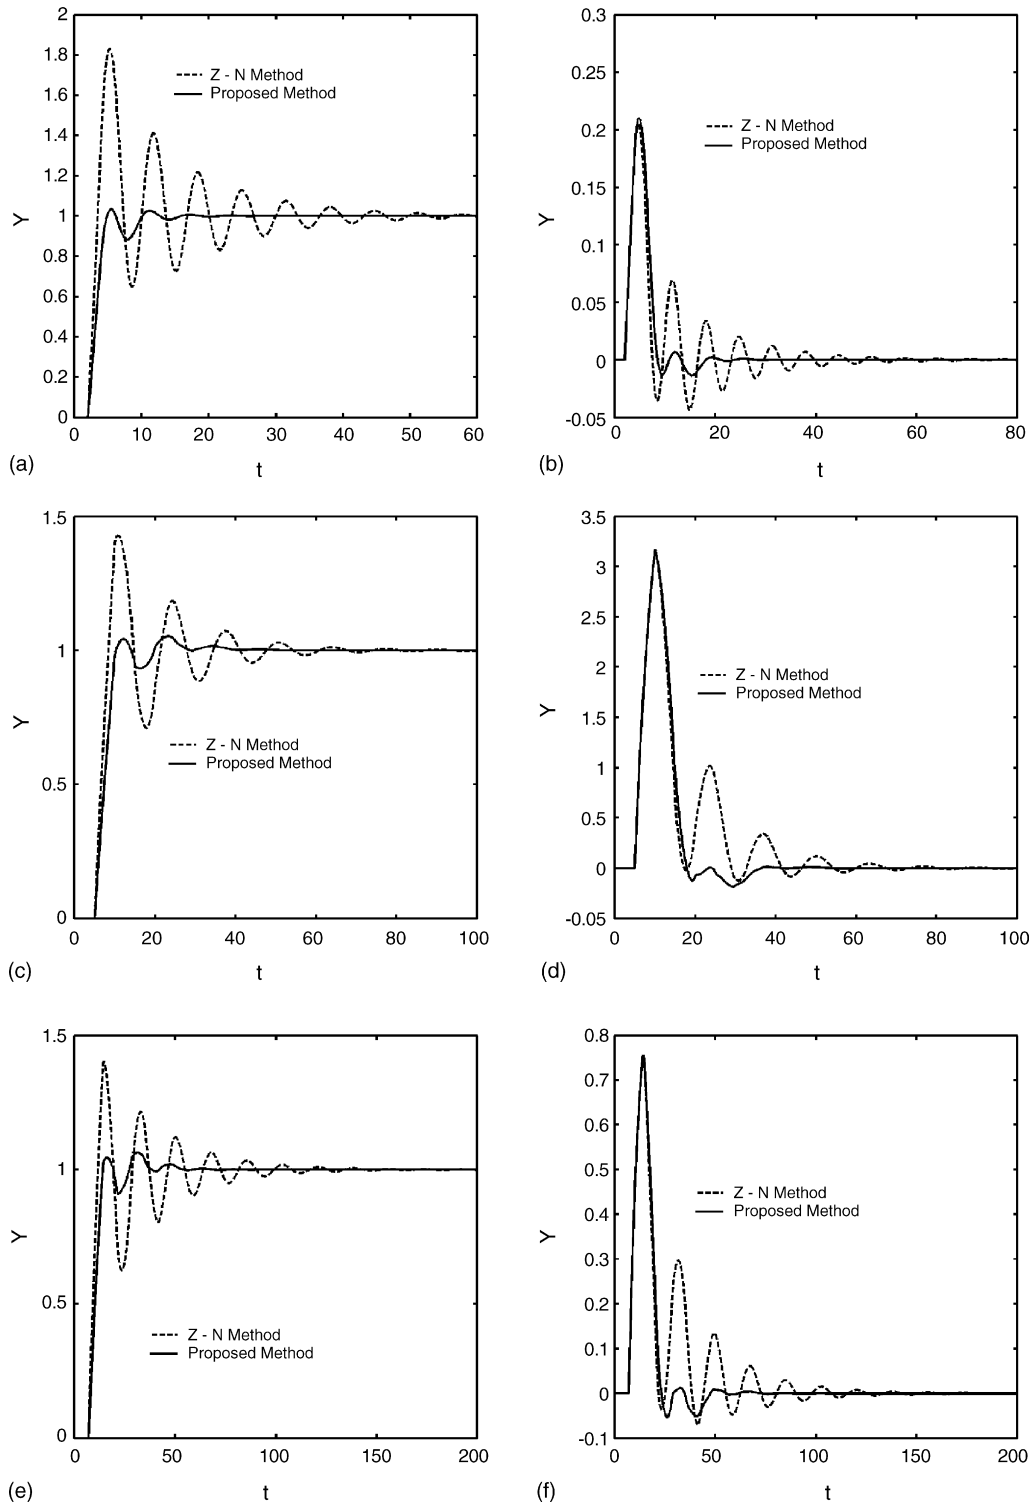 2
1.8
1.6
1.4
1.2
1
0.8
0.6
0.4
0.2
0
Y
Z - N Method
Proposed Method
0 10 20 30 40 50 60
(a)
t
0.3
0.25
0.2
0.15
0.1
0.05
0
-0.05
Y
Z - N Method
Proposed Method
0 20 40 60 80
(b)
t
1.5
1
0.5
0
Y
Z - N Method
Proposed Method
0 20 40 60 80 100
(c)
t
3.5
3
2.5
3.2
1.5
1
0.5
0
-0.05
Y
Z - N Method
Proposed Method
0 20 40 60 80 100
(d)
t
1.5
1
0.5
0
Y
Z - N Method
Proposed Method
0 50 100 150 200
(e)
t
0.8
0.7
0.6
0.5
0.4
0.3
0.2
0.1
0
-0.1
Y
Z - N Method
Proposed Method
0 50 100 150 200
(f)
t